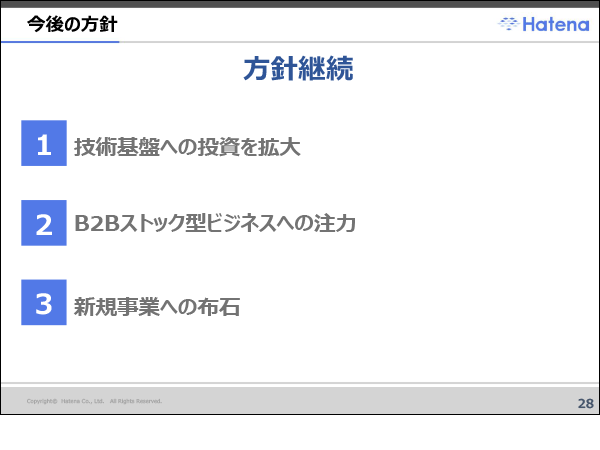 今後の方針
Hatena
方針継続
1 技術基盤への投資を拡大
2 B2Bストック型ビジネスへの注力
3 新規事業への布石
Copyright© Hatena Co., Ltd. All Rights Reserved.
28